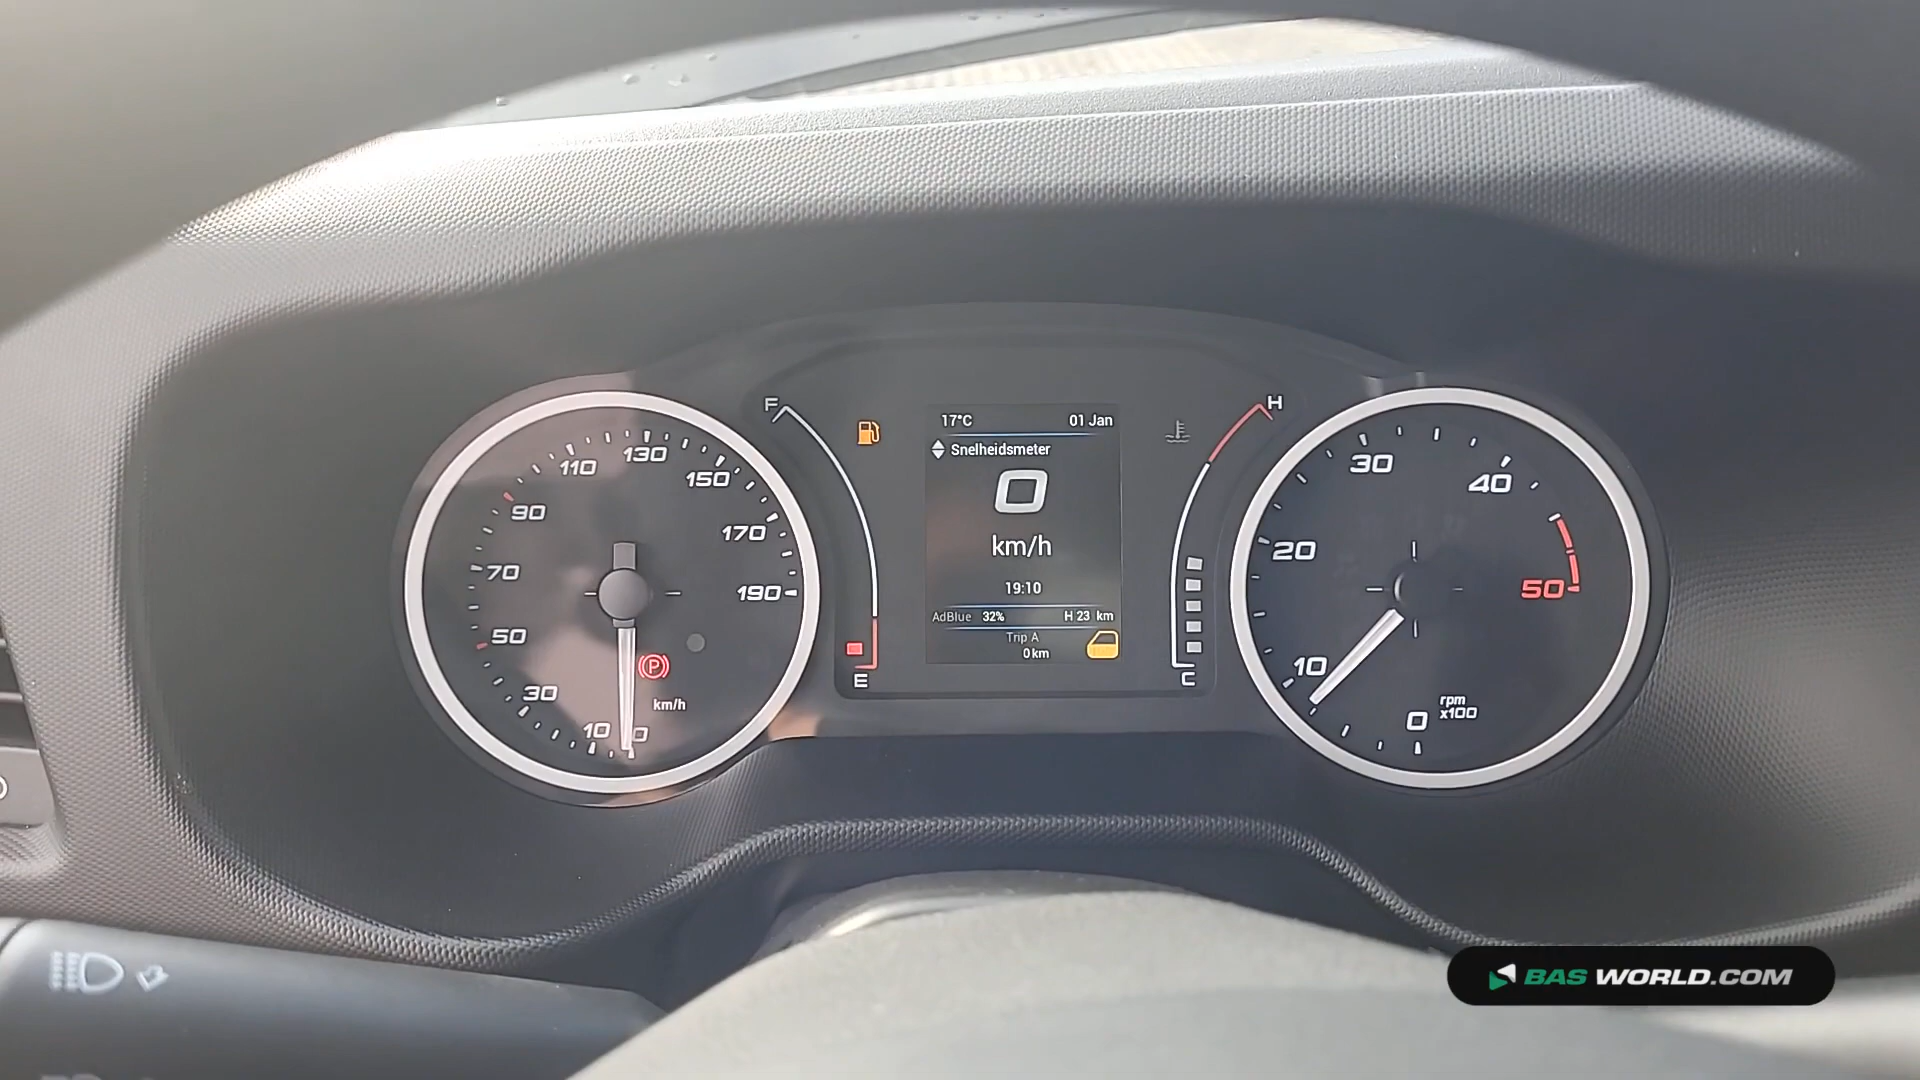 17°C 01 Jan
Snelheidsmeter
0
km/h
19:10
AdBlue 32% H 23 km
Trip A
0 km
F
E
H
C
0
10
30
50
70
90
110
130
150
170
190
km/h
P
0
10
20
30
40
50
rpm
x100
BAS WORLD.COM